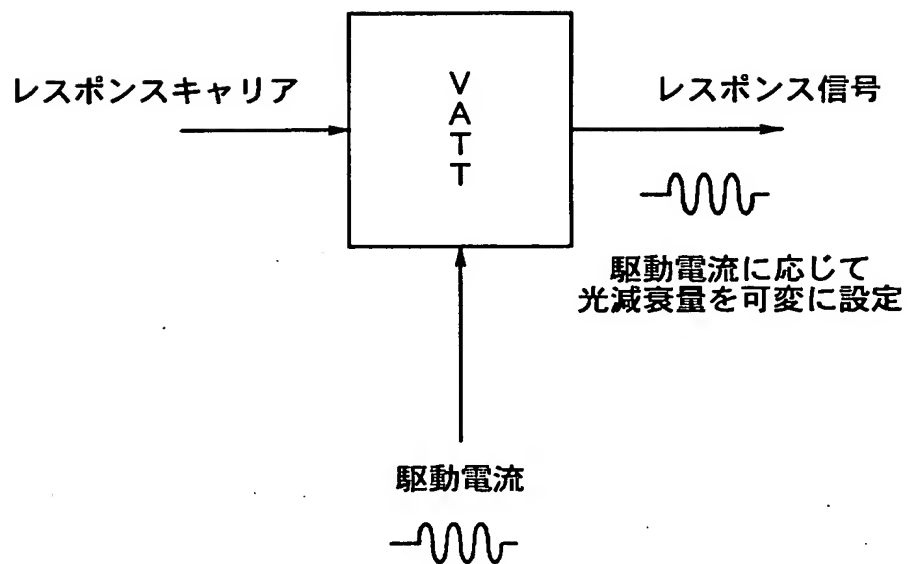 レスポンスキャリア
VATT
レスポンス信号
駆動電流に応じて
光減衰量を可変に設定
駆動電流